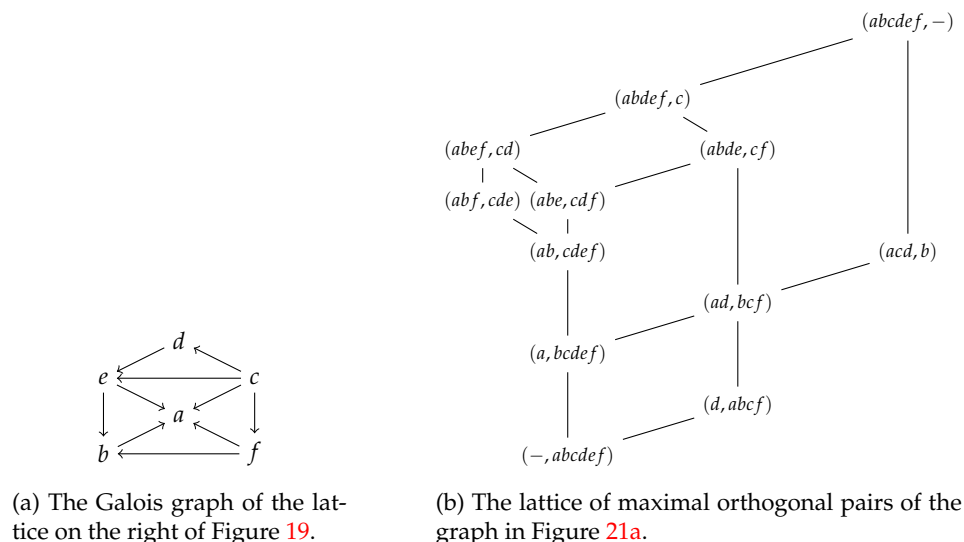 (abcdef, −)
(abdef, c)
(abef, cd)
(abde, cf)
(abf, cde) (abe, cdf)
(ab, cdef)
(acd, b)
(ad, bcf)
(a, bcdef)
(d, abcf)
(−, abcdef)
d
e c
a
b f
(a) The Galois graph of the lat-
tice on the right of Figure 19.
(b) The lattice of maximal orthogonal pairs of the
graph in Figure 21a.